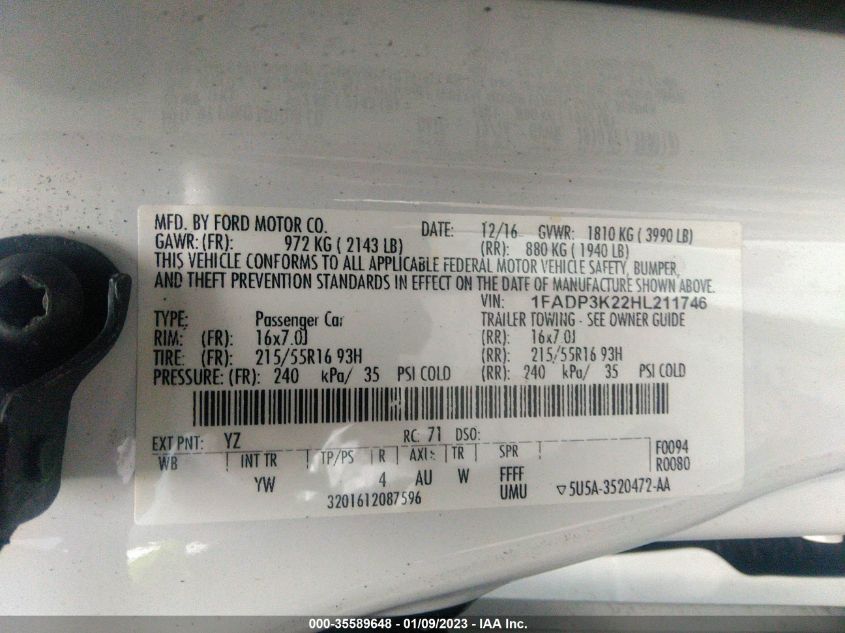 MFD. BY FORD MOTOR CO. DATE: 12/16 GVWR: 1810 KG ( 3990 LB)
GAWR: (FR): 972 KG ( 2143 LB) (RR): 880 KG ( 1940 LB)
THIS VEHICLE CONFORMS TO ALL APPLICABLE FEDERAL MOTOR VEHICLE SAFETY, BUMPER,
AND THEFT PREVENTION STANDARDS IN EFFECT ON THE DATE OF MANUFACTURE SHOWN ABOVE.
VIN: 1FADP3K22HL211746
TYPE: Passenger Car TRAILER TOWING - SEE OWNER GUIDE
RIM: (FR): 16x7.0J (RR): 16x7.0J
TIRE: (FR): 215/55R16 93H (RR): 215/55R16 93H
PRESSURE: (FR): 240 kPa/ 35 PSI COLD (RR): 240 kPa/ 35 PSI COLD
EXT PNT: YZ RC: 71 DSO: F0094
WB INT TR TP/PS R AXLE TR SPR R0080
YW 4 AU W FFFF
3201612087596 UMU ▽5U5A-3520472-AA
000-35589648 - 01/09/2023 - IAA Inc.